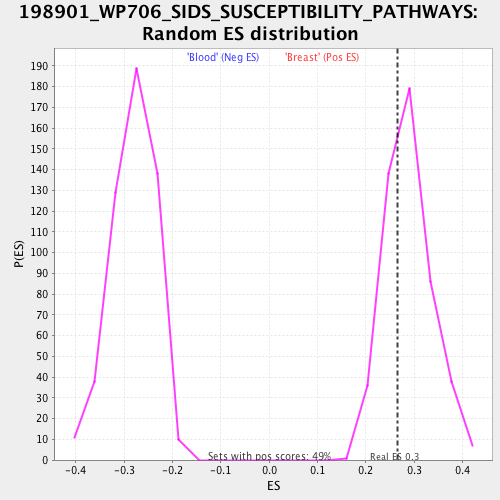 198901_WP706_SIDS_SUSCEPTIBILITY_PATHWAYS:
Random ES distribution
'Blood' (Neg ES) 'Breast' (Pos ES)
190
180
170
160
150
140
130
120
110
100
90
80
70
60
50
40
30
20
10
0
P(ES)
Sets with pos scores: 49% Real ES 0.3
-0.4 -0.3 -0.2 -0.1 0.0 0.1 0.2 0.3 0.4
ES